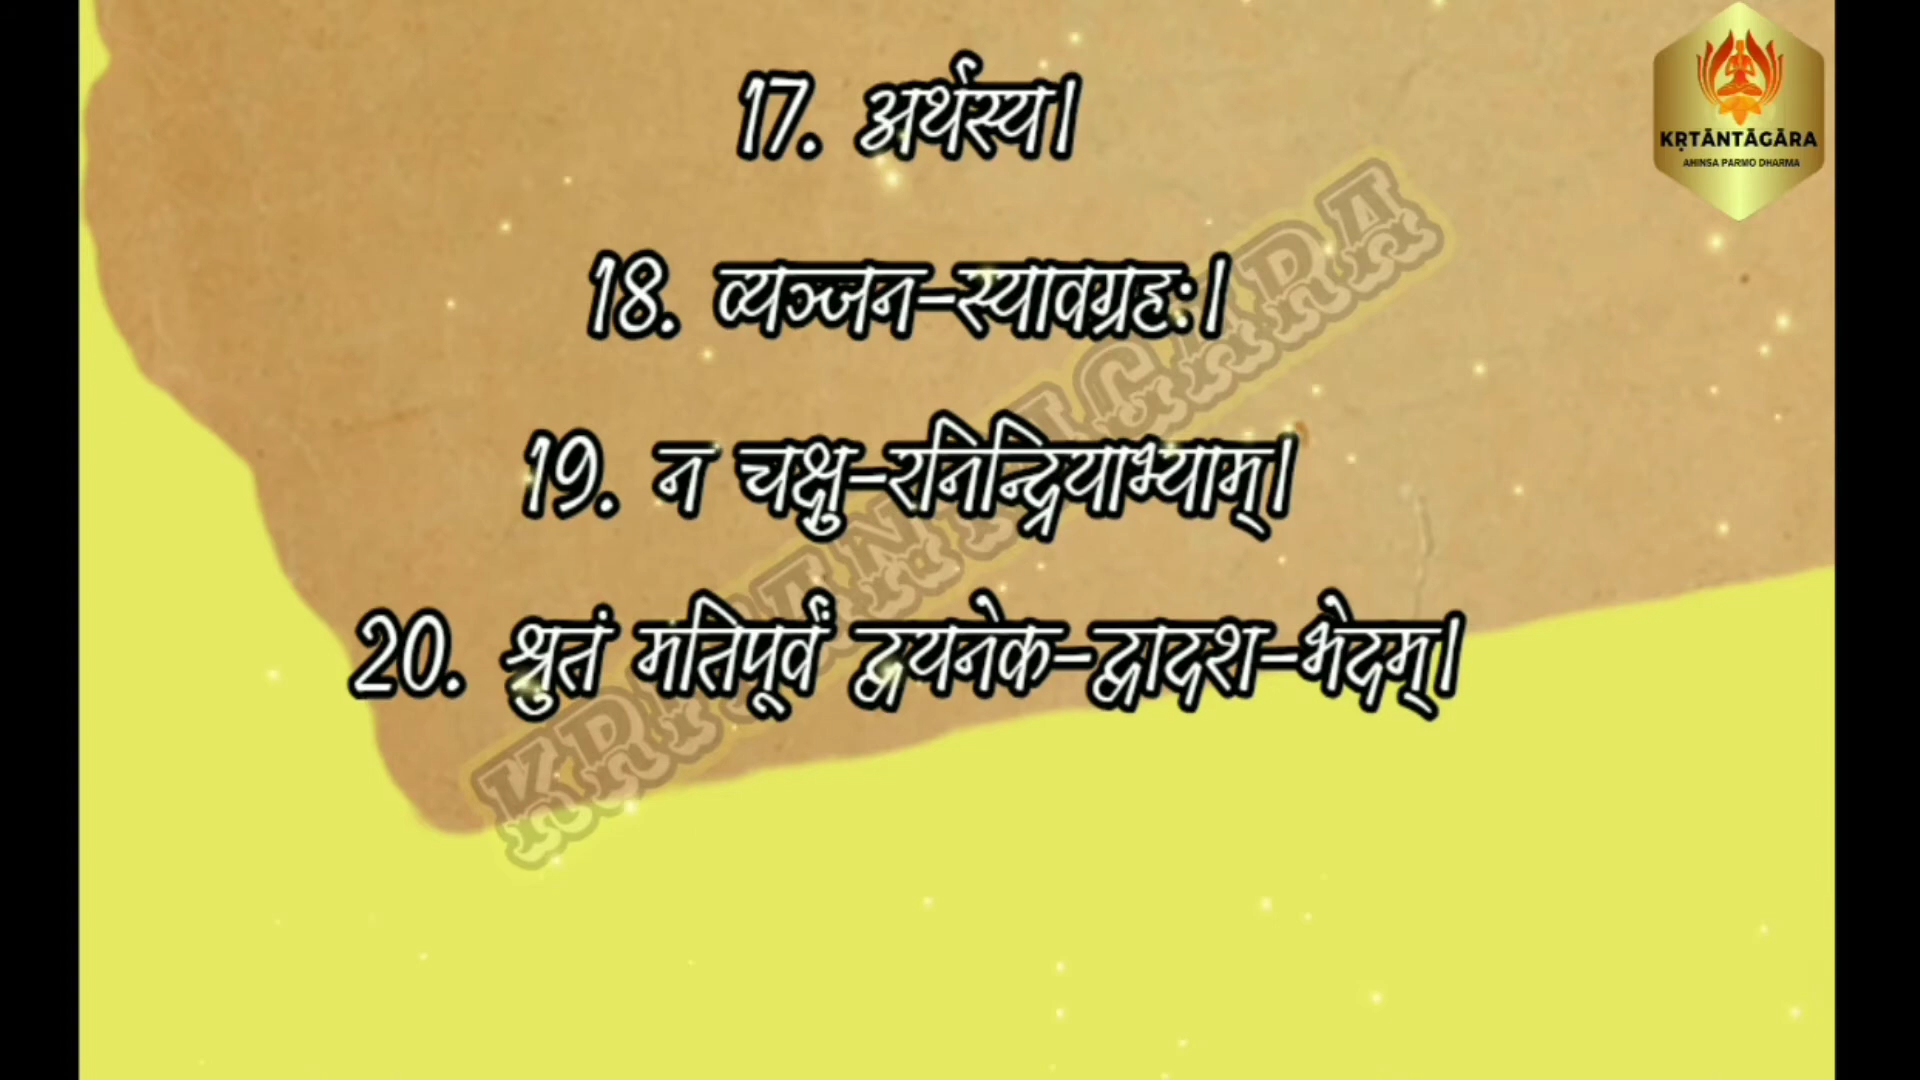 17. अर्थस्य।
18. व्यञ्जन-स्यावग्रहः।
19. न चक्षु-रनिन्द्रियाभ्याम्।
20. श्रुतं मतिपूर्वं द्वयनेक-द्वादश-भेदम्।
KṚTĀNTĀGĀRA
AHINSA PARMO DHARMA